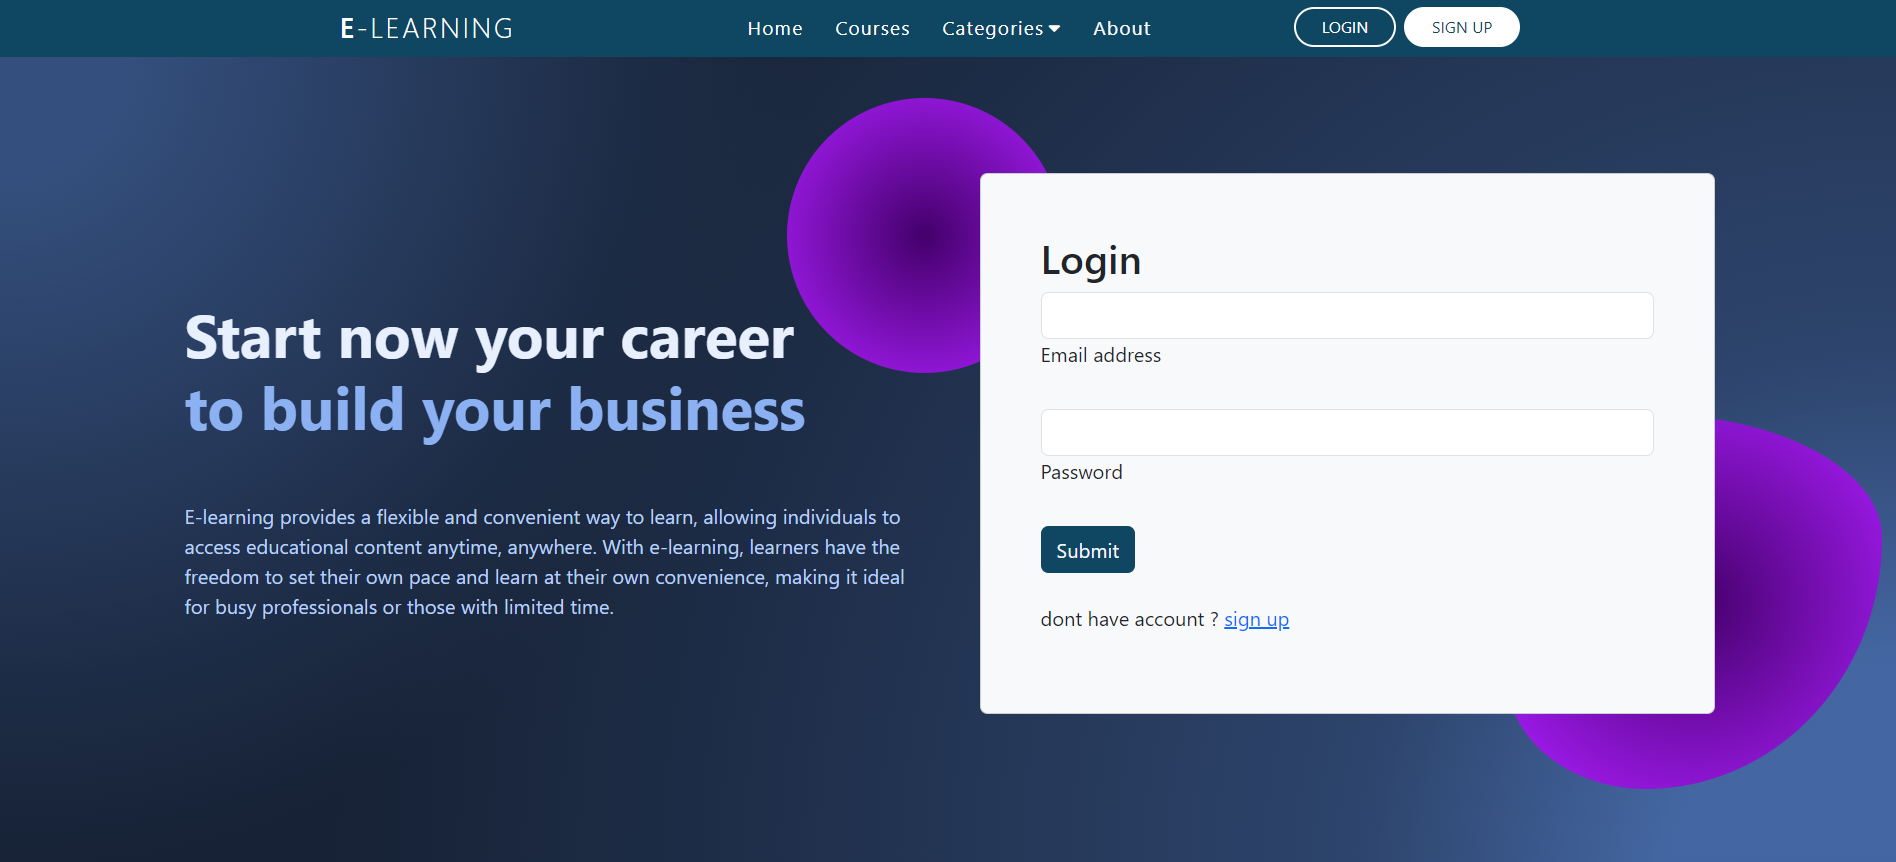 E-LEARNING
Home Courses Categories About
LOGIN SIGN UP
Start now your career
to build your business
E-learning provides a flexible and convenient way to learn, allowing individuals to
access educational content anytime, anywhere. With e-learning, learners have the
freedom to set their own pace and learn at their own convenience, making it ideal
for busy professionals or those with limited time.
Login
Email address
Password
Submit
dont have account ? sign up